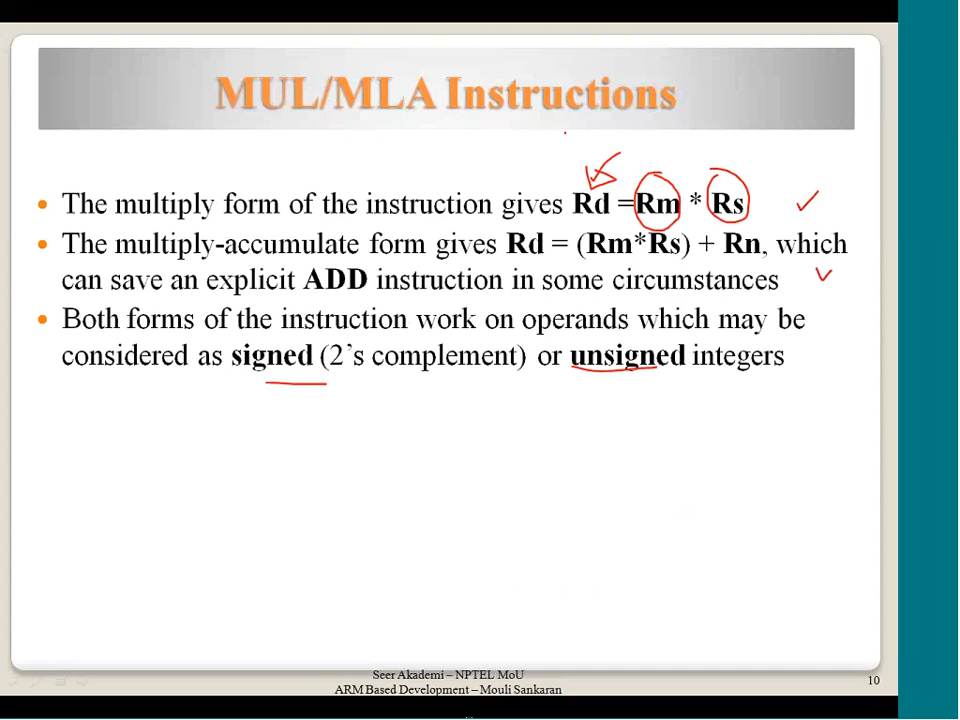 MUL/MLA Instructions
• The multiply form of the instruction gives Rd =Rm * Rs
• The multiply-accumulate form gives Rd = (Rm*Rs) + Rn, which
can save an explicit ADD instruction in some circumstances
• Both forms of the instruction work on operands which may be
considered as signed (2’s complement) or unsigned integers
Seer Akademi – NPTEL MoU
ARM Based Development – Mouli Sankaran
10